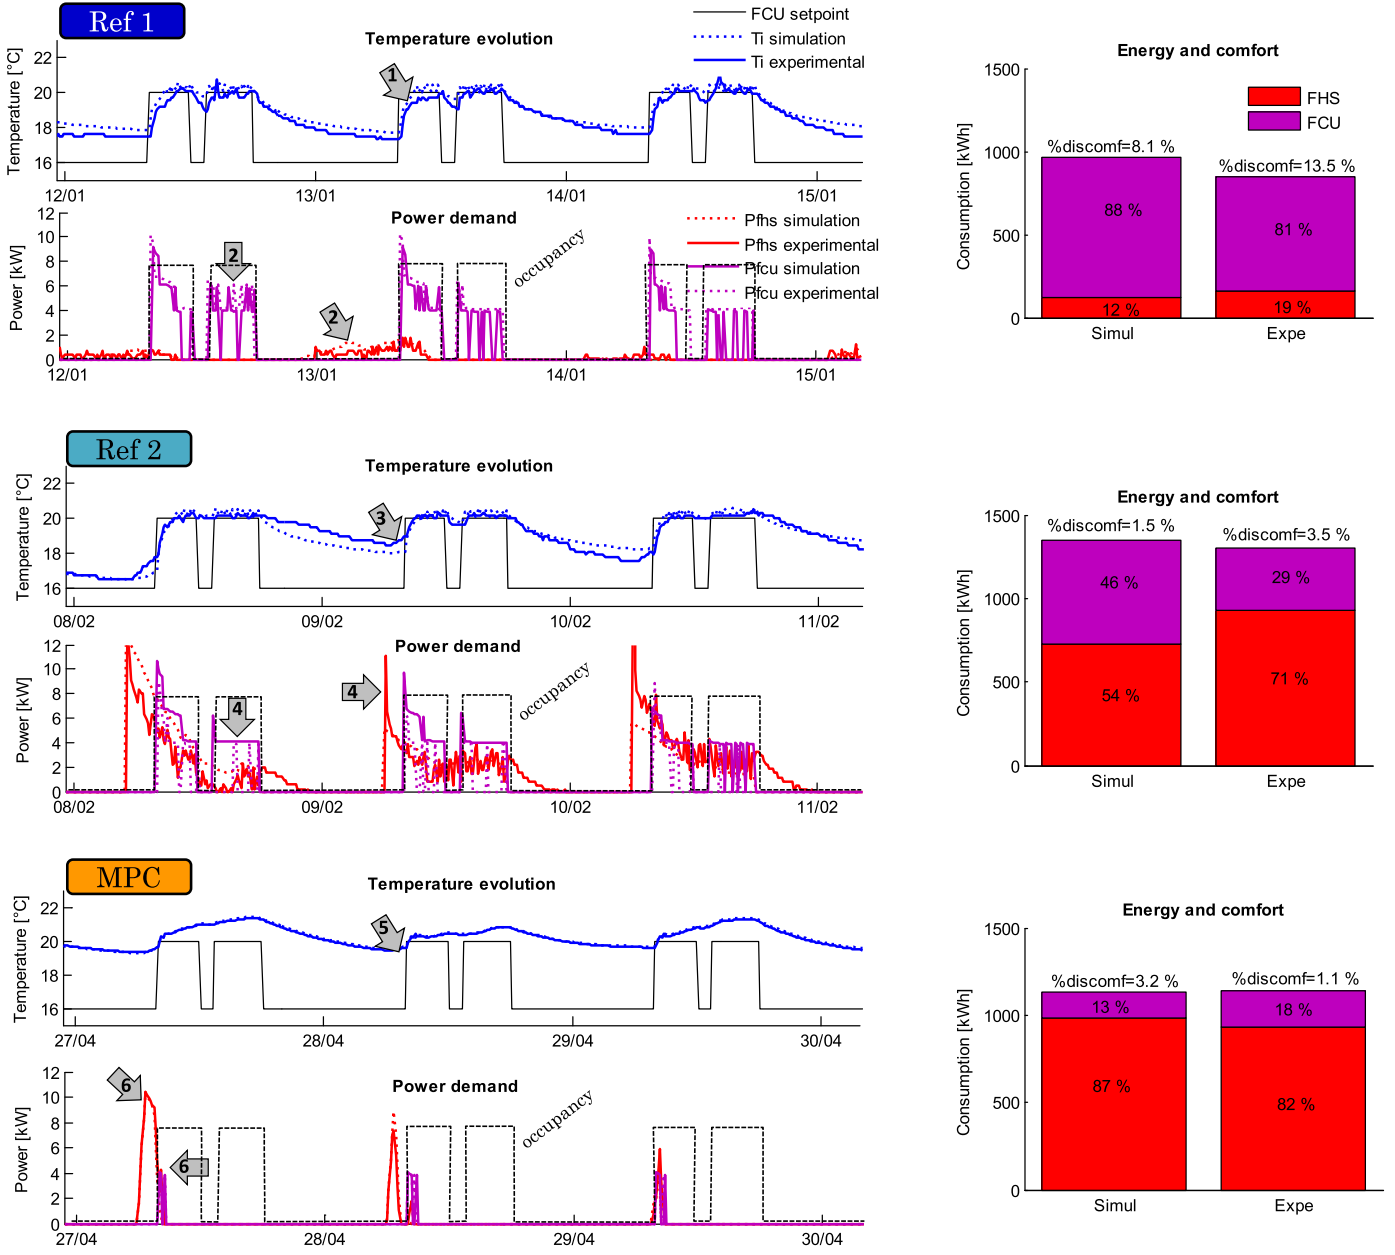 Ref 1
FCU setpoint
Ti simulation
Ti experimental
Temperature evolution
Temperature [°C]
22
20
18
16
1
12/01
13/01
14/01
15/01
Power demand
Power [kW]
12
10
8
6
4
2
0
2
2
occupancy
Pfhs simulation
Pfhs experimental
Pfcu simulation
Pfcu experimental
12/01
13/01
14/01
15/01
Energy and comfort
Consumption [kWh]
1500
1000
500
0
FHS
FCU
%discomf=8.1 %
%discomf=13.5 %
88 %
81 %
12 %
19 %
Simul
Expe
Ref 2
Temperature evolution
Temperature [°C]
22
20
18
16
3
08/02
09/02
10/02
11/02
Power demand
Power [kW]
12
10
8
6
4
2
0
4
4
occupancy
08/02
09/02
10/02
11/02
Energy and comfort
Consumption [kWh]
1500
1000
500
0
%discomf=1.5 %
%discomf=3.5 %
46 %
29 %
54 %
71 %
Simul
Expe
MPC
Temperature evolution
Temperature [°C]
22
20
18
16
5
27/04
28/04
29/04
30/04
Power demand
Power [kW]
12
10
8
6
4
2
0
6
6
occupancy
27/04
28/04
29/04
30/04
Energy and comfort
Consumption [kWh]
1500
1000
500
0
%discomf=3.2 %
%discomf=1.1 %
13 %
18 %
87 %
82 %
Simul
Expe